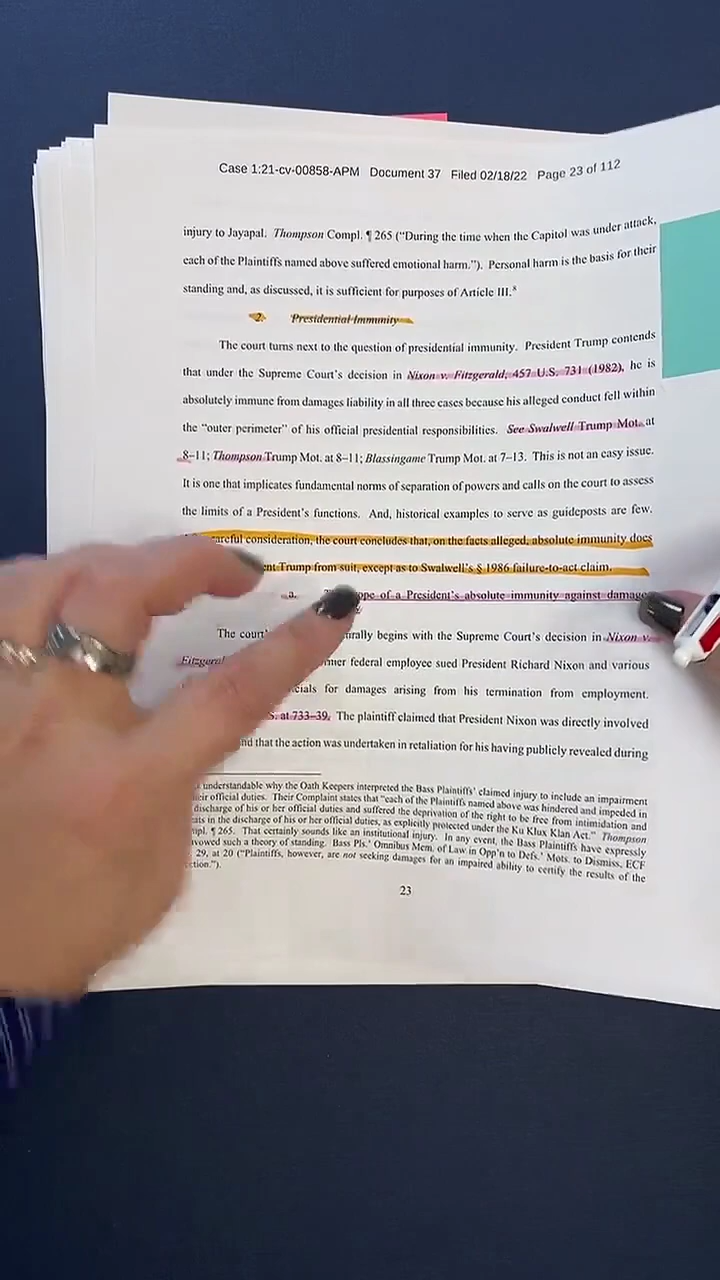 Case 1:21-cv-00858-APM Document 37 Filed 02/18/22 Page 23 of 112
injury to Jayapal. Thompson Compl. ¶ 265 (“During the time when the Capitol was under attack,
each of the Plaintiffs named above suffered emotional harm.”). Personal harm is the basis for their
standing and, as discussed, it is sufficient for purposes of Article III.⁸
2. Presidential Immunity
The court turns next to the question of presidential immunity. President Trump contends
that under the Supreme Court’s decision in Nixon v. Fitzgerald, 457 U.S. 731 (1982), he is
absolutely immune from damages liability in all three cases because his alleged conduct fell within
the “outer perimeter” of his official presidential responsibilities. See Swalwell Trump Mot. at
8–11; Thompson Trump Mot. at 8–11; Blassingame Trump Mot. at 7–13. This is not an easy issue.
It is one that implicates fundamental norms of separation of powers and calls on the court to assess
the limits of a President’s functions. And, historical examples to serve as guideposts are few.
careful consideration, the court concludes that, on the facts alleged, absolute immunity does
Trump from suit, except as to Swalwell’s § 1986 failure-to-act claim.
a. of a President’s absolute immunity against damage
The court begins with the Supreme Court’s decision in Nixon v.
former federal employee sued President Richard Nixon and various
for damages arising from his termination from employment.
at 733–39. The plaintiff claimed that President Nixon was directly involved
and that the action was undertaken in retaliation for his having publicly revealed during
understandable why the Oath Keepers interpreted the Bass Plaintiffs’ claimed injury to include an impairment
their official duties. Their Complaint states that “each of the Plaintiffs named above was hindered and impeded in
discharge of his or her official duties and suffered the deprivation of the right to be free from intimidation and
in the discharge of his or her official duties, as explicitly protected under the Ku Klux Klan Act.” Thompson
¶ 265. That certainly sounds like an institutional injury. In any event, the Bass Plaintiffs have expressly
such a theory of standing. Bass Pls.’ Omnibus Mem. of Law in Opp’n to Defs.’ Mots. to Dismiss, ECF
29, at 20 (“Plaintiffs, however, are not seeking damages for an impaired ability to certify the results of the
23